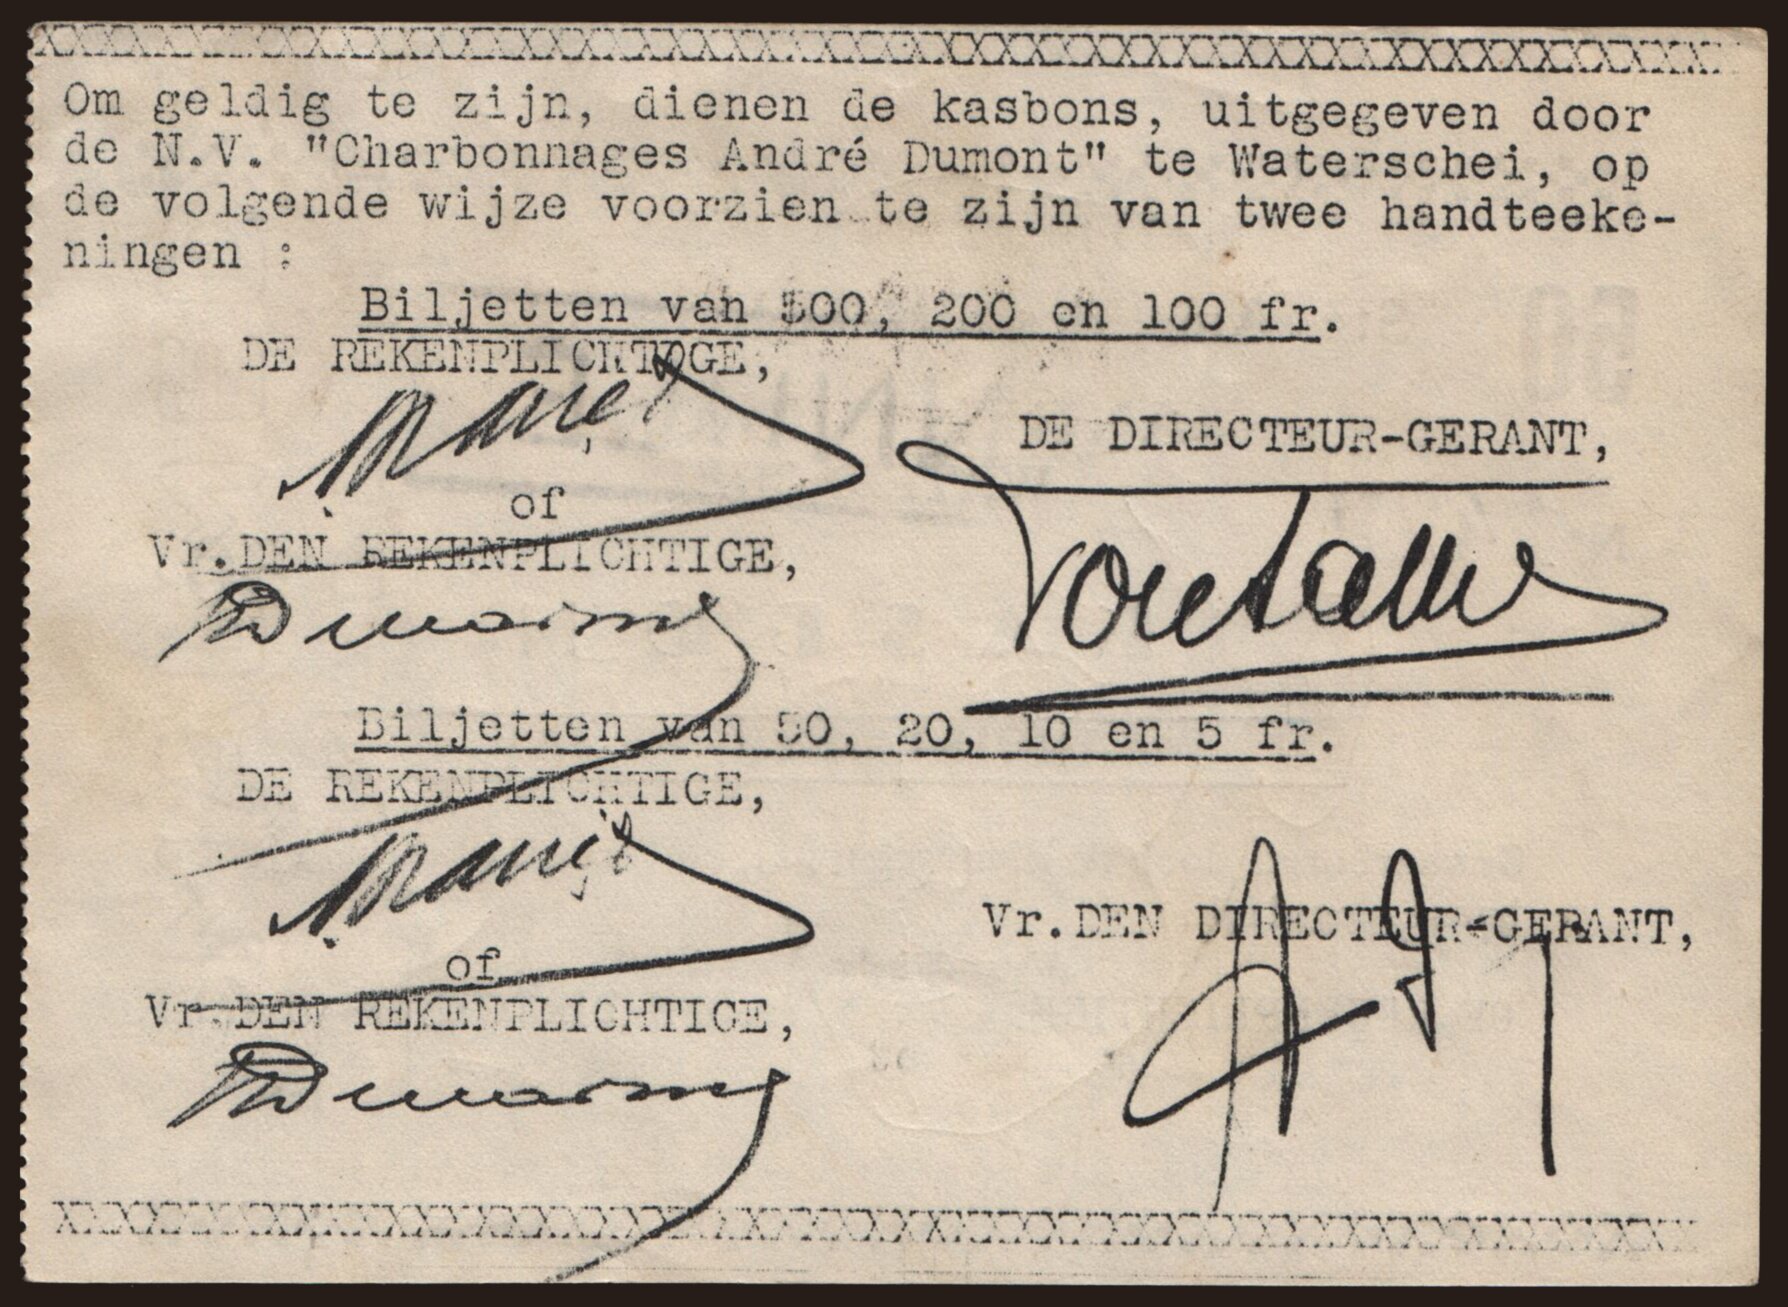 Om geldig te zijn, dienen de kasbons, uitgegeven door
de N.V. "Charbonnages André Dumont" te Waterschei, op
de volgende wijze voorzien te zijn van twee handteeke-
ningen :
Biljetten van 500, 200 en 100 fr.
DE REKENPLICHTIGE,
DE DIRECTEUR-GERANT,
of
Vr.DEN REKENPLICHTIGE,
Biljetten van 50, 20, 10 en 5 fr.
DE REKENPLICHTIGE,
Vr.DEN DIRECTEUR-GERANT,
of
Vr.DEN REKENPLICHTIGE,